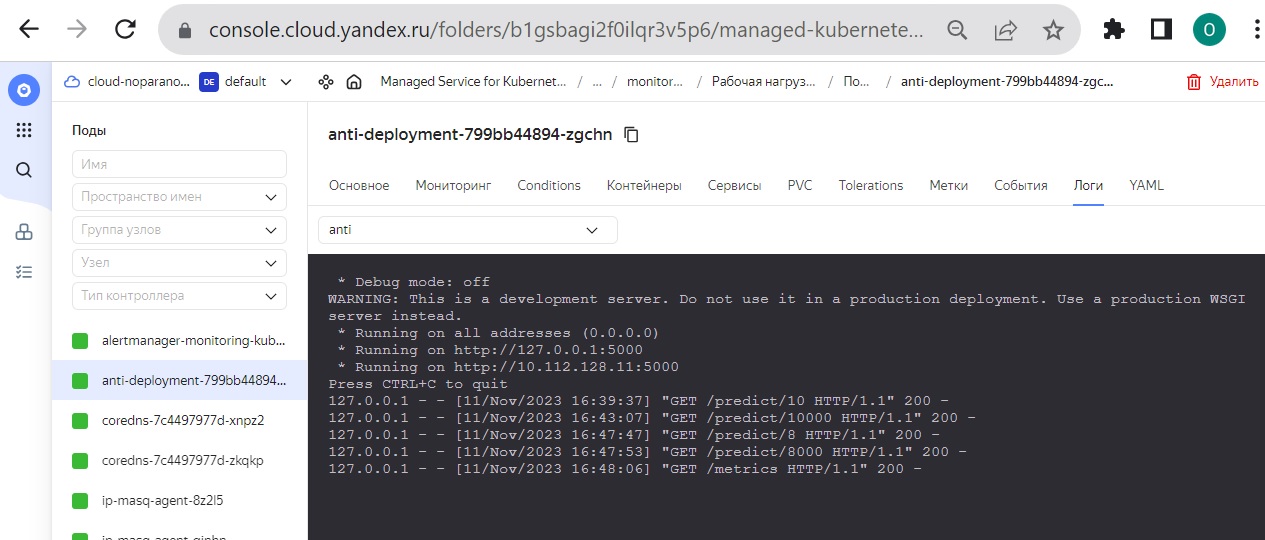 console.cloud.yandex.ru/folders/b1gsbagi2f0ilqr3v5p6/managed-kubernete...
O
cloud-noparano... DE default Managed Service for Kubernet... / ... / monitor... / Рабочая нагруз... / По... / anti-deployment-799bb44894-zgc... Удалить
Поды
Имя
Пространство имен
Группа узлов
Узел
Тип контроллера
alertmanager-monitoring-kub...
anti-deployment-799bb44894...
coredns-7c4497977d-xnpz2
coredns-7c4497977d-zkqkp
ip-masq-agent-8z2l5
anti-deployment-799bb44894-zgchn
Основное Мониторинг Conditions Контейнеры Сервисы PVC Tolerations Метки События Логи YAML
anti
* Debug mode: off
WARNING: This is a development server. Do not use it in a production deployment. Use a production WSGI
server instead.
* Running on all addresses (0.0.0.0)
* Running on http://127.0.0.1:5000
* Running on http://10.112.128.11:5000
Press CTRL+C to quit
127.0.0.1 - - [11/Nov/2023 16:39:37] "GET /predict/10 HTTP/1.1" 200 -
127.0.0.1 - - [11/Nov/2023 16:43:07] "GET /predict/10000 HTTP/1.1" 200 -
127.0.0.1 - - [11/Nov/2023 16:47:47] "GET /predict/8 HTTP/1.1" 200 -
127.0.0.1 - - [11/Nov/2023 16:47:53] "GET /predict/8000 HTTP/1.1" 200 -
127.0.0.1 - - [11/Nov/2023 16:48:06] "GET /metrics HTTP/1.1" 200 -